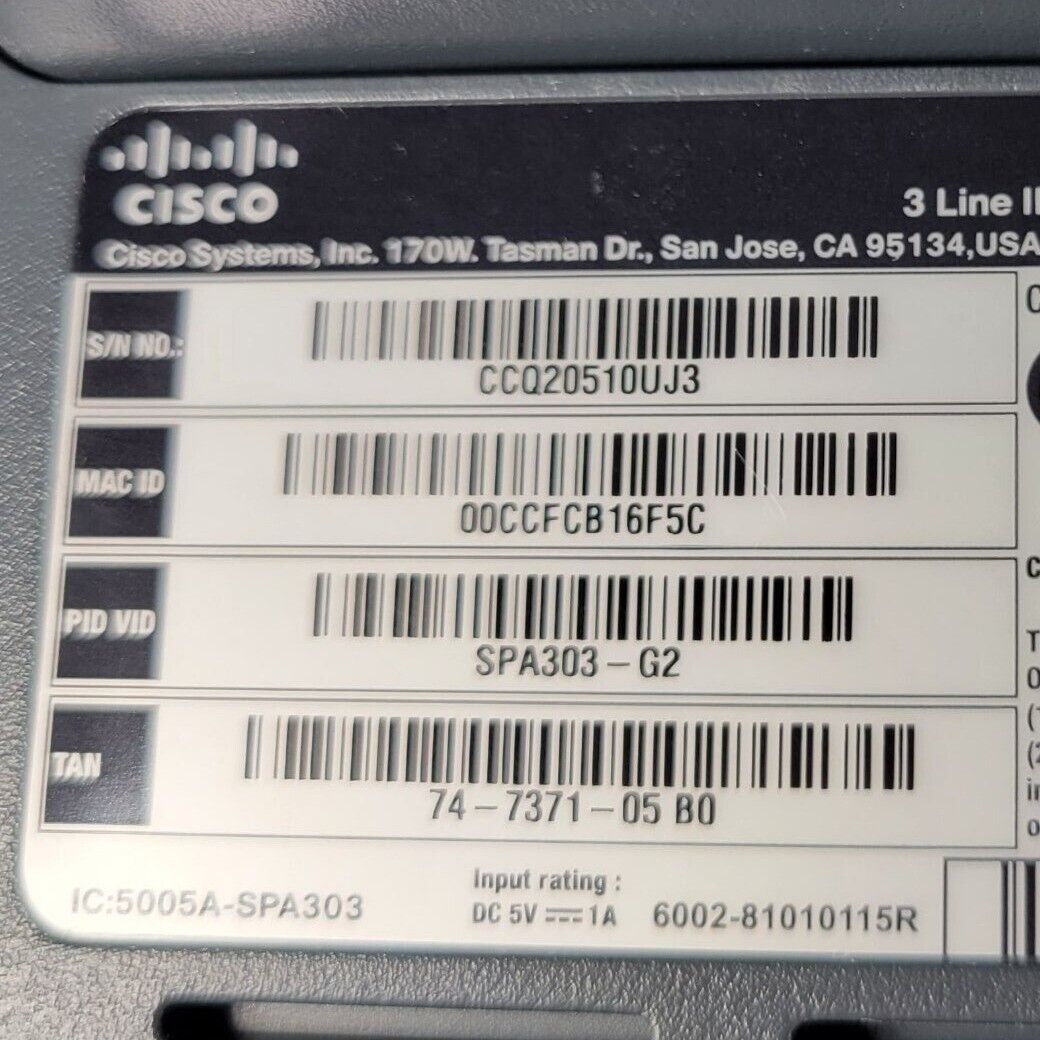 CISCO
3 Line
Cisco Systems, Inc. 170W. Tasman Dr., San Jose, CA 95134,USA
S/N NO.:
CCQ20510UJ3
MAC ID
00CCFCB16F5C
PID VID
SPA303-G2
TAN
74-7371-05 B0
IC:5005A-SPA303
Input rating :
DC 5V ⎓ 1A
6002-81010115R